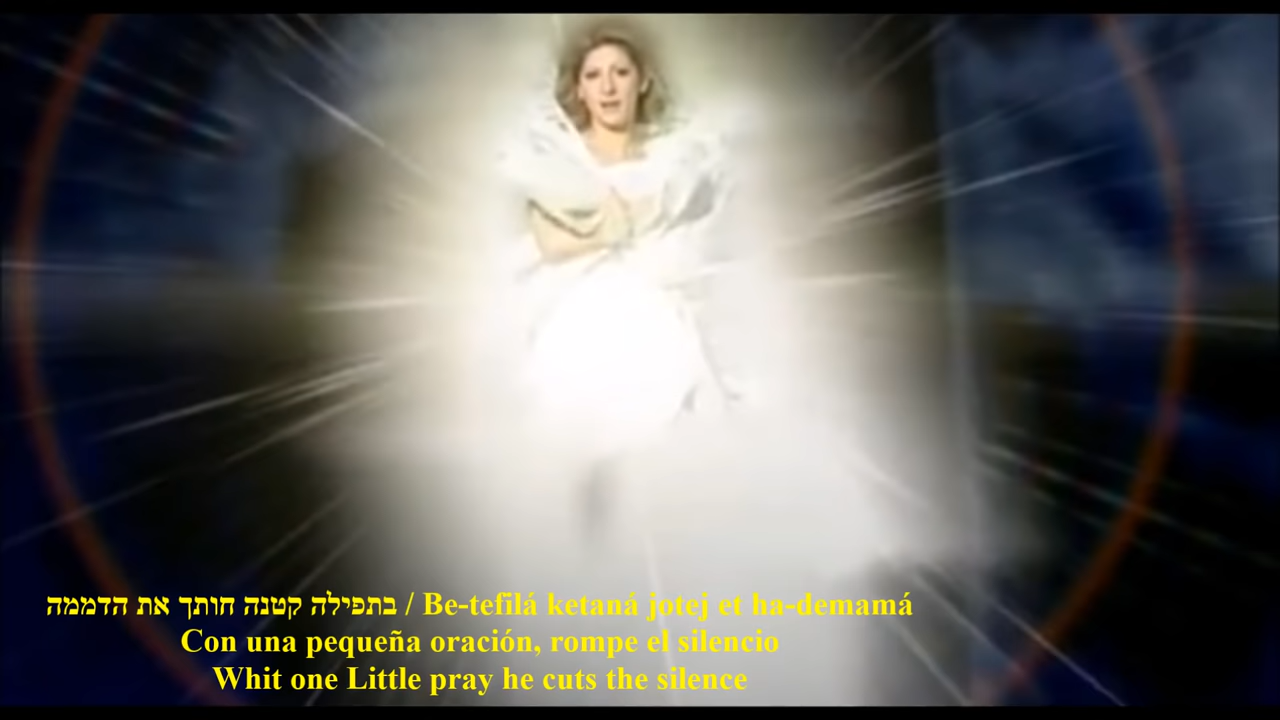 בתפילה קטנה חותך את הדממה / Be-tefilá ketaná jotej et ha-demamá
Con una pequeña oración, rompe el silencio
Whit one Little pray he cuts the silence